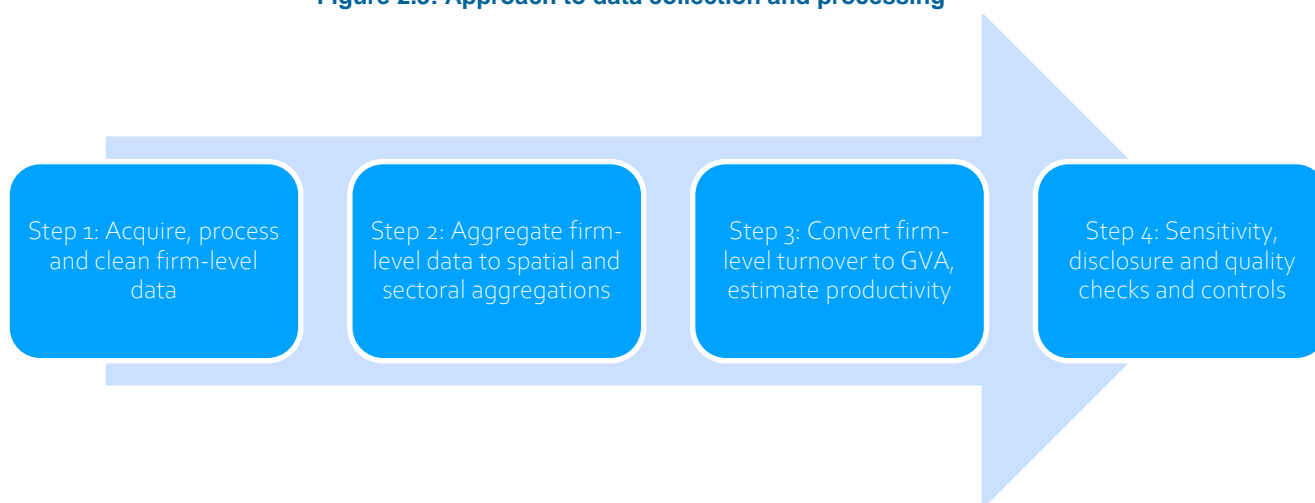 Figure 2.3: Approach to data collection and processing
Step 1: Acquire, process
and clean firm-level
data
Step 2: Aggregate firm-
level data to spatial and
sectoral aggregations
Step 3: Convert firm-
level turnover to GVA,
estimate productivity
Step 4: Sensitivity,
disclosure and quality
checks and controls